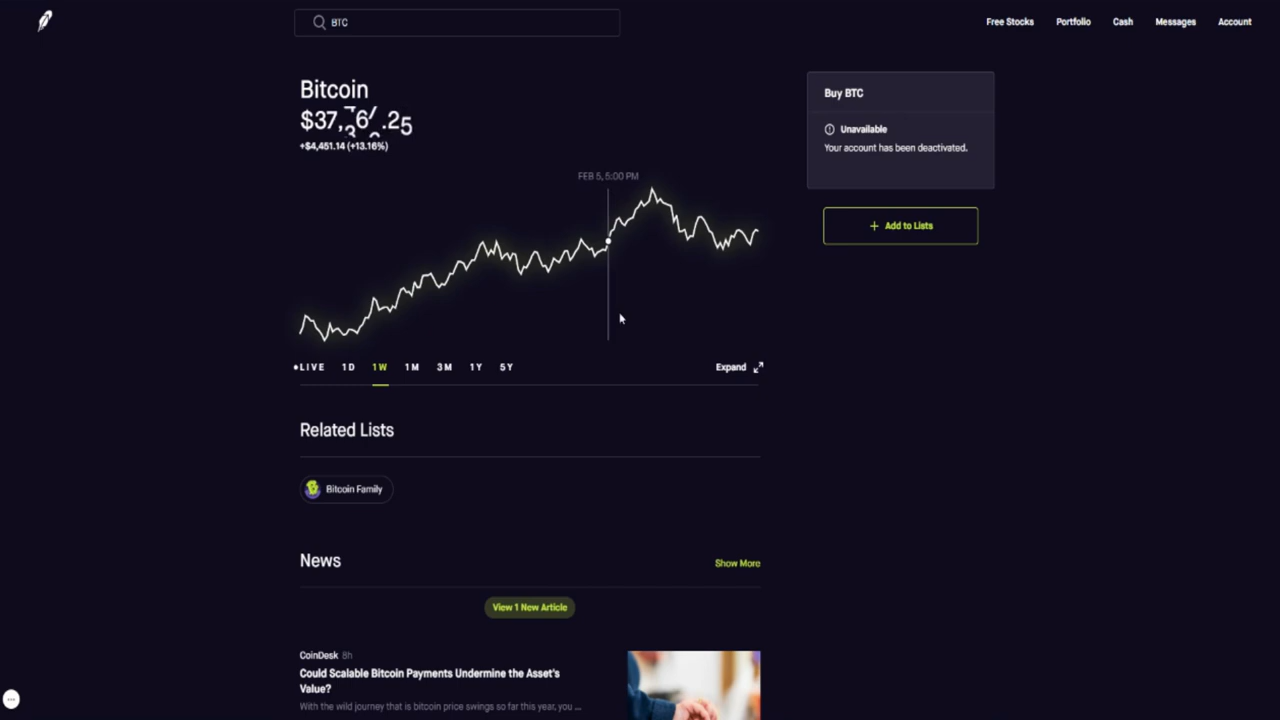 BTC
Free Stocks Portfolio Cash Messages Account
Bitcoin
+$4,451.14 (+13.16%)
FEB 5, 5:00 PM
Buy BTC
Unavailable
Your account has been deactivated.
+ Add to Lists
LIVE 1D 1W 1M 3M 1Y 5Y
Expand
Related Lists
Bitcoin Family
News
Show More
View 1 New Article
CoinDesk 8h
Could Scalable Bitcoin Payments Undermine the Asset's
Value?
With the wild journey that is bitcoin price swings so far this year, you ...